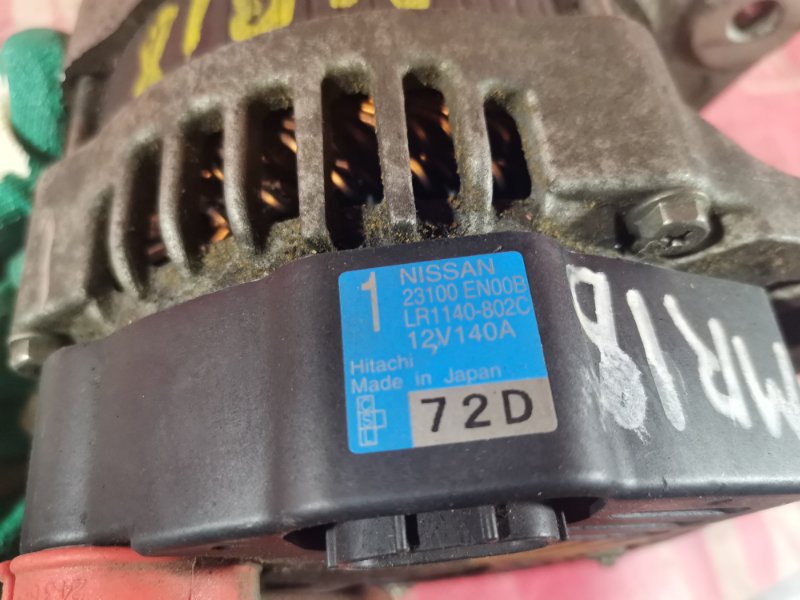 1
NISSAN
23100 EN00B
LR1140-802C
12V140A
Hitachi
Made in Japan
72D
MR18